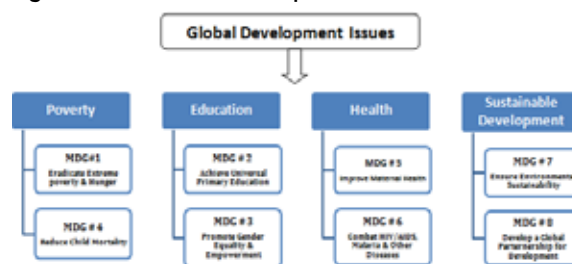 Global Development Issues
Poverty
Education
Health
Sustainable
Development
MDG#1
Eradicate Extreme
poverty & Hunger
MDG # 2
Achieve Universal
Primary Education
MDG # 5
Improve Maternal Health
MDG # 7
Ensure Environmental
Sustainability
MDG # 4
Reduce Child Mortality
MDG # 3
Promote Gender
Equality &
Empowerment
MDG # 6
Combat HIV/AIDS,
Malaria & Other
Diseases
MDG # 8
Develop a Global
Partnership for
Development